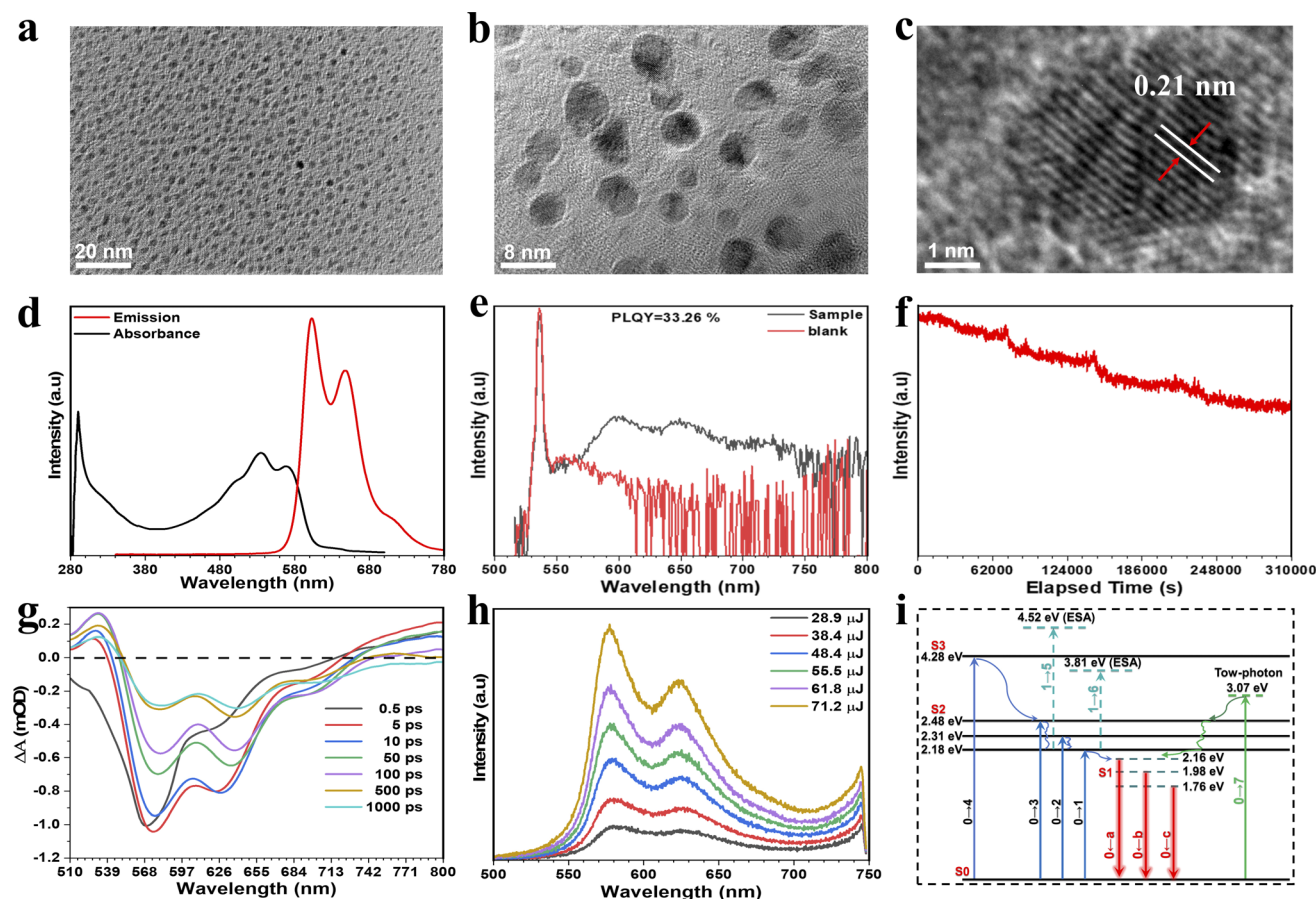 a
20 nm
b
8 nm
c
0.21 nm
1 nm
d
Emission
Absorbance
Intensity (a.u)
280 380 480 580 680 780
Wavelength (nm)
e
PLQY=33.26 %
Sample
blank
Intensity (a.u)
500 550 600 650 700 750 800
Wavelength (nm)
f
Intensity (a.u)
0 62000 124000 186000 248000 310000
Elapsed Time (s)
g
ΔA (mOD)
0.0
-0.2
-0.4
-0.6
-0.8
-1.0
-1.2
0.5 ps
5 ps
10 ps
50 ps
100 ps
500 ps
1000 ps
510 539 568 597 626 655 684 713 742 771 800
Wavelength (nm)
h
28.9 μJ
38.4 μJ
48.4 μJ
55.5 μJ
61.8 μJ
71.2 μJ
Intensity (a.u)
500 550 600 650 700 750
Wavelength (nm)
i
4.52 eV (ESA)
S3
4.28 eV
3.81 eV (ESA)
Tow-photon
3.07 eV
1→5
1→6
S2
2.48 eV
2.31 eV
2.18 eV
2.16 eV
S1
1.98 eV
1.76 eV
0→4
0→3
0→2
0→1
0←a
0←b
0←c
0→7
S0